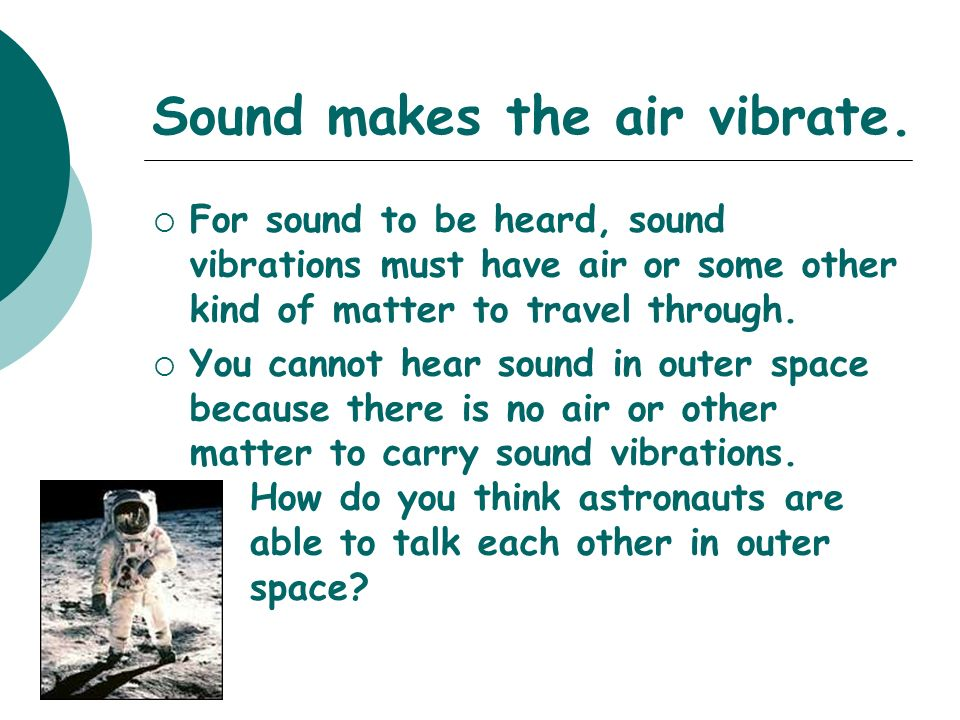 Sound makes the air vibrate.
For sound to be heard, sound
vibrations must have air or some other
kind of matter to travel through.
You cannot hear sound in outer space
because there is no air or other
matter to carry sound vibrations.
How do you think astronauts are
able to talk each other in outer
space?